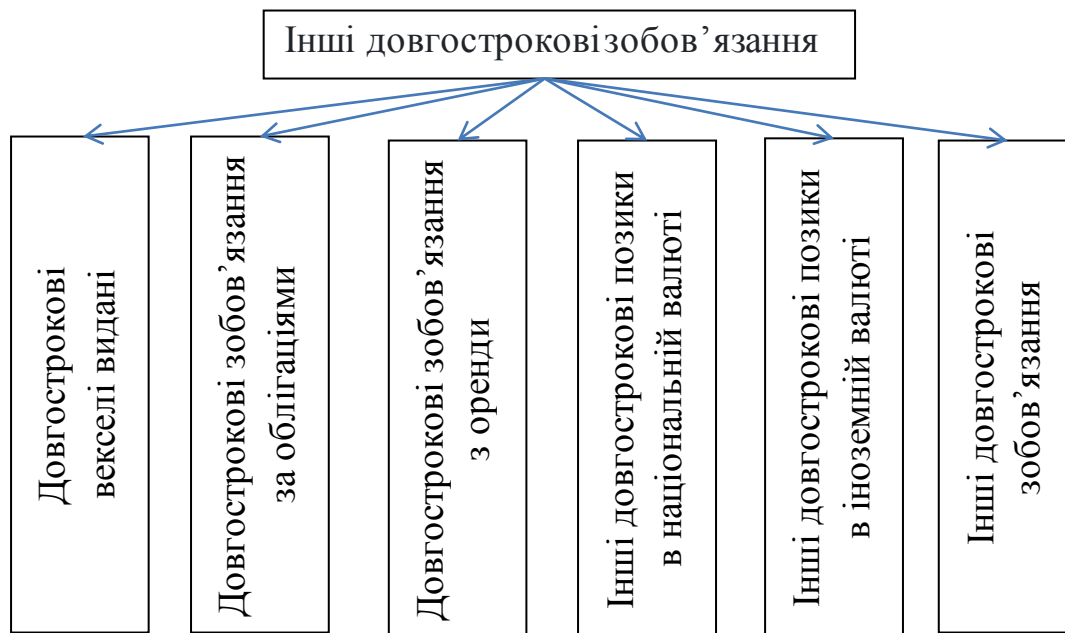 Інші довгостроковізобов’язання
Довгострокові
векселі видані
Довгострокові зобов’язання
за облігаціями
Довгострокові зобов’язання
з оренди
Інші довгострокові позики
в національній валюті
Інші довгострокові позики
в іноземній валюті
Інші довгострокові
зобов’язання